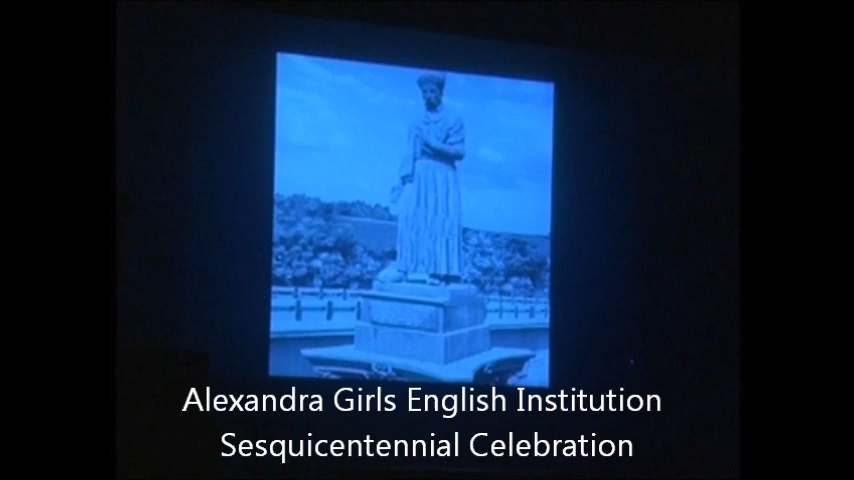 Alexandra Girls English Institution
Sesquicentennial Celebration